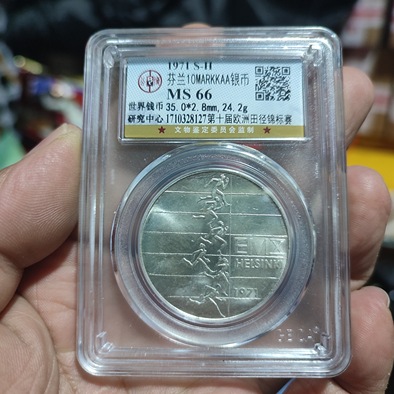 1971 S-H
芬兰10MARKKAA银币
MS 66
世界钱币 35.0*2.8mm, 24.2g
研究中心 1710328127第十届欧洲田径锦标赛
★ 文物鉴定委员会监制 ★
EM IX
HELSINKI
1971